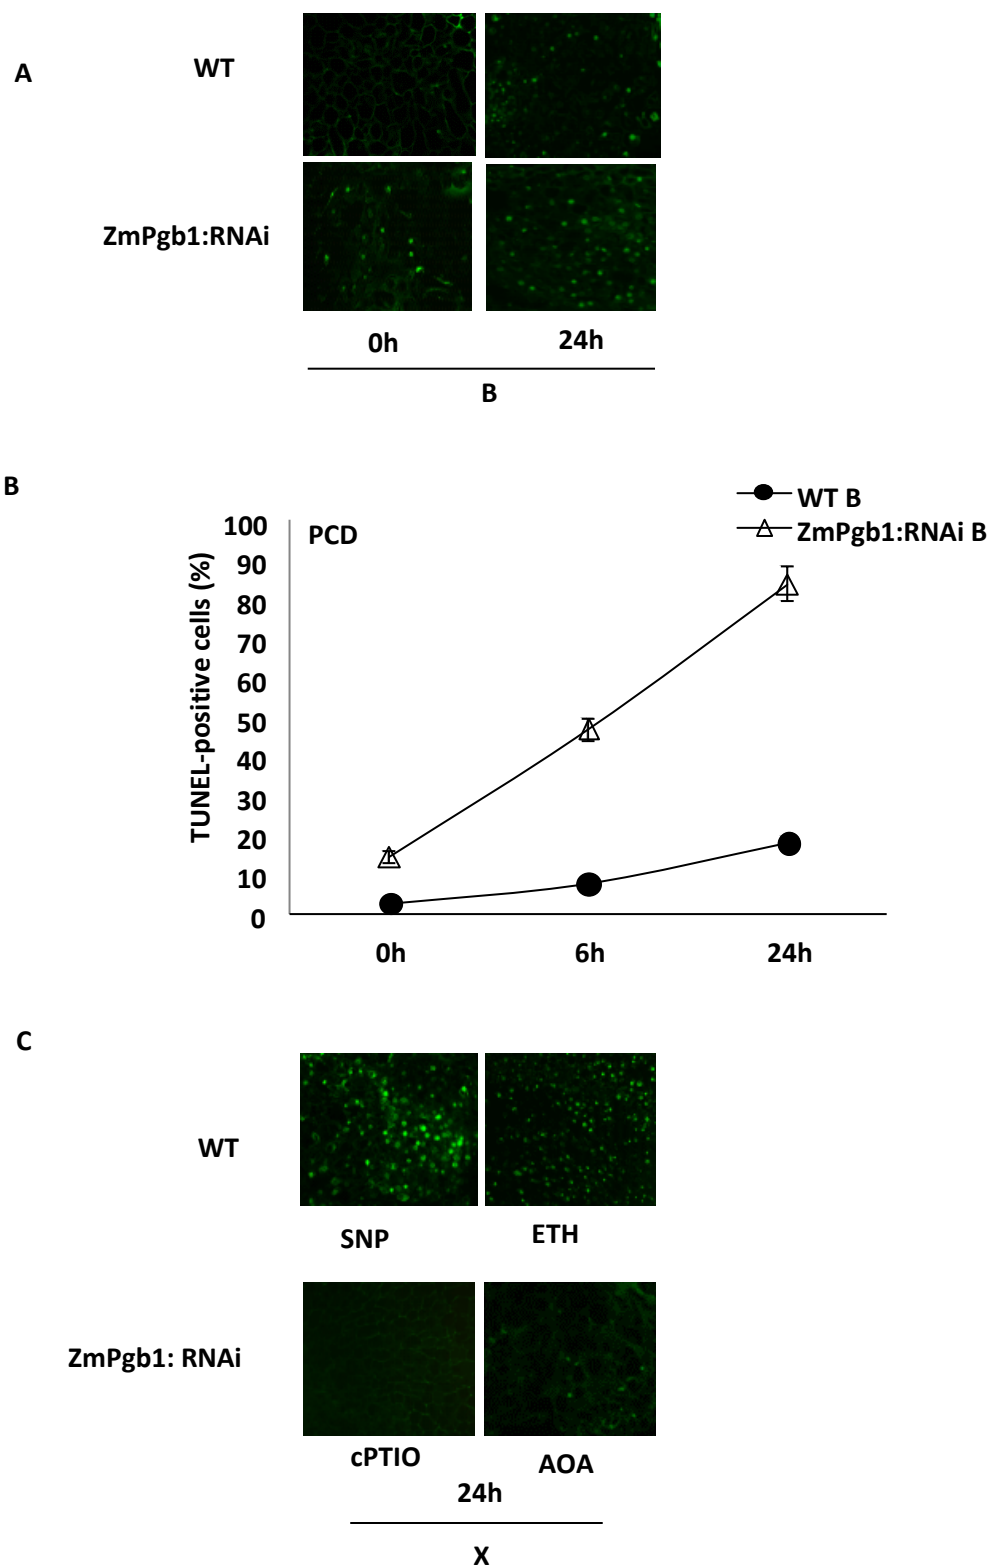 A
WT
ZmPgb1:RNAi
0h
24h
B
B
WT B
ZmPgb1:RNAi B
PCD
TUNEL-positive cells (%)
100
90
80
70
60
50
40
30
20
10
0
0h
6h
24h
C
WT
SNP
ETH
ZmPgb1: RNAi
cPTIO
AOA
24h
X